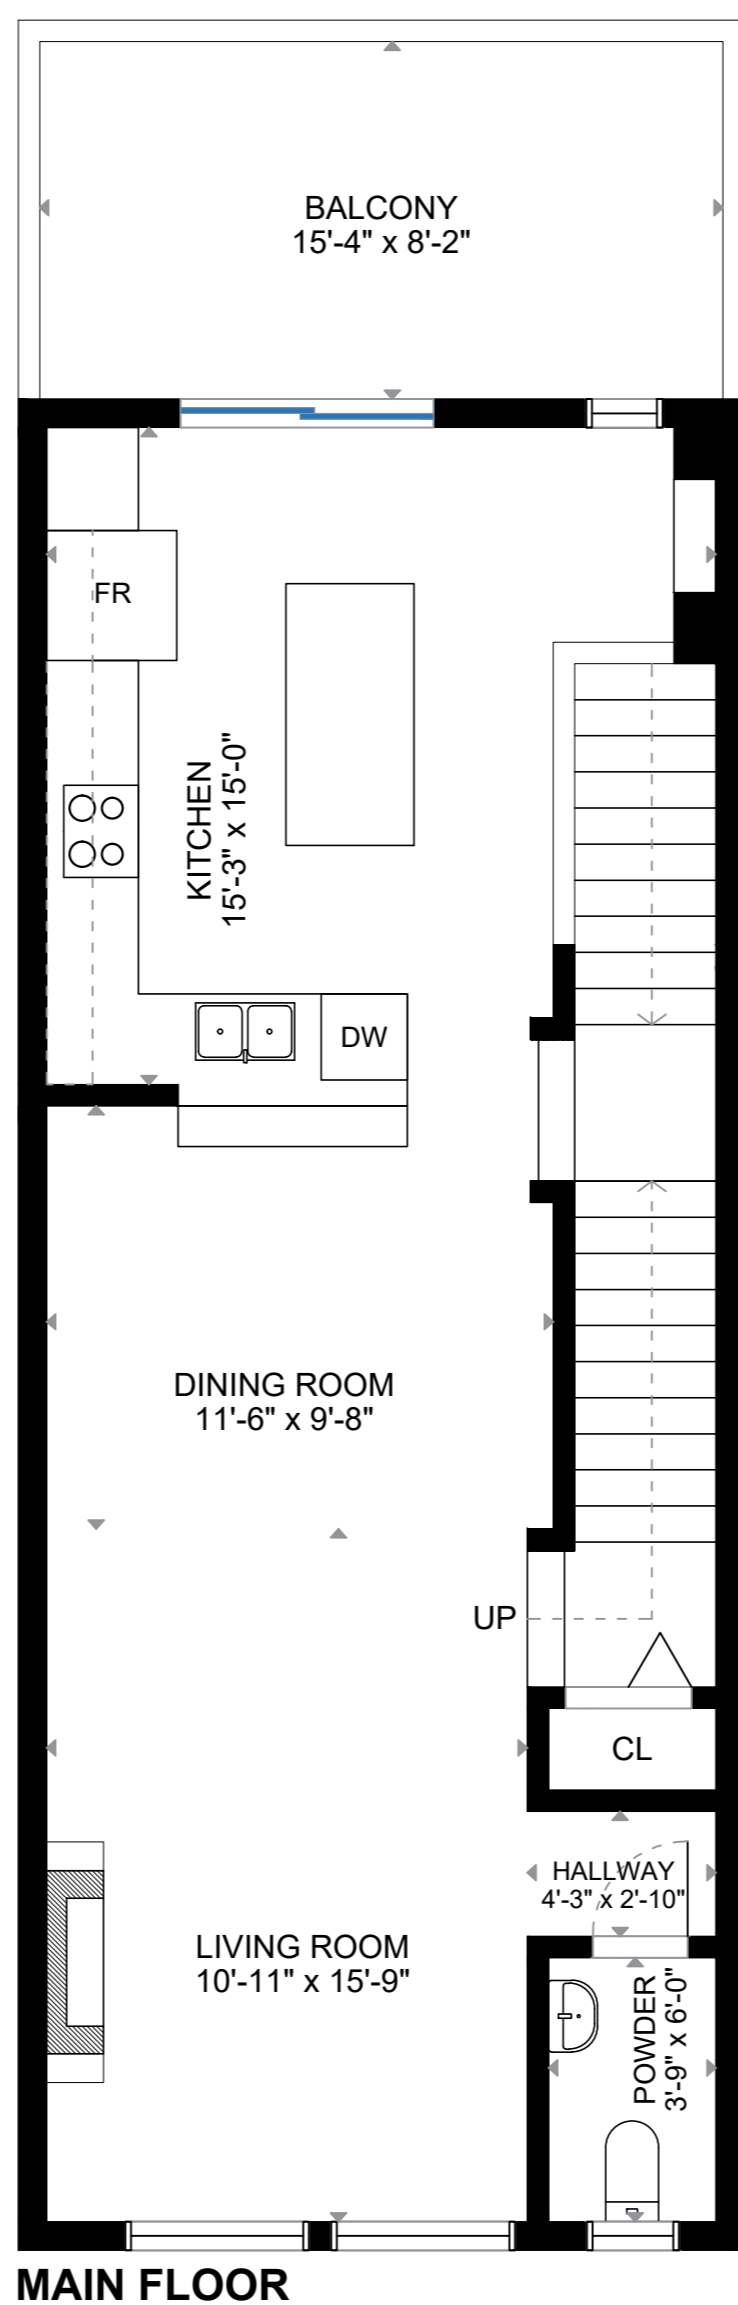 BALCONY
15'-4" x 8'-2"
FR
KITCHEN
15'-3" x 15'-0"
DW
DINING ROOM
11'-6" x 9'-8"
UP
CL
HALLWAY
4'-3" x 2'-10"
LIVING ROOM
10'-11" x 15'-9"
POWDER
3'-9" x 6'-0"
MAIN FLOOR